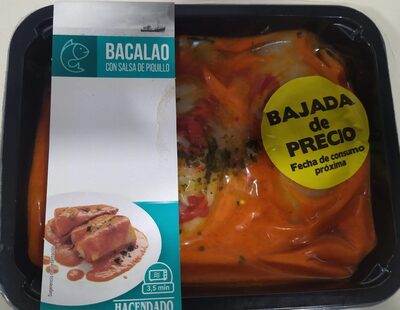 BACALAO
CON SALSA DE PIQUILLO
BAJADA
de
PRECIO
Fecha de consumo
próxima
3,5 min
HACENDADO